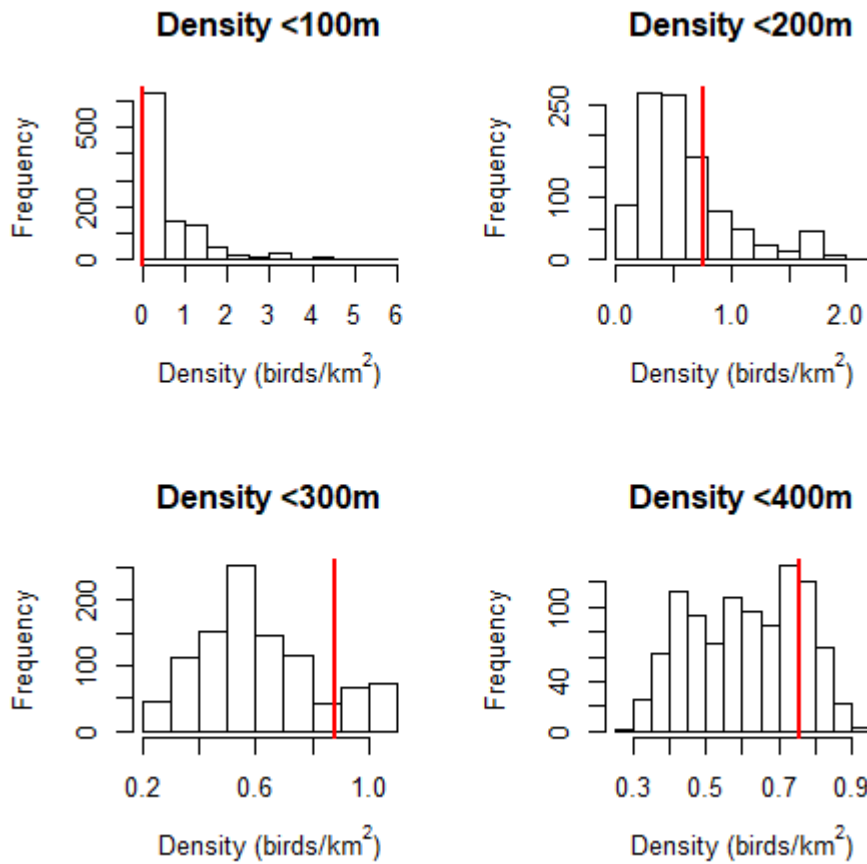 Density <100m
Frequency
0
200
500
0 1 2 3 4 5 6
Density (birds/km²)
Density <200m
Frequency
0
100
250
0.0 1.0 2.0
Density (birds/km²)
Density <300m
Frequency
0
100
200
0.2 0.6 1.0
Density (birds/km²)
Density <400m
Frequency
0
40
100
0.3 0.5 0.7 0.9
Density (birds/km²)